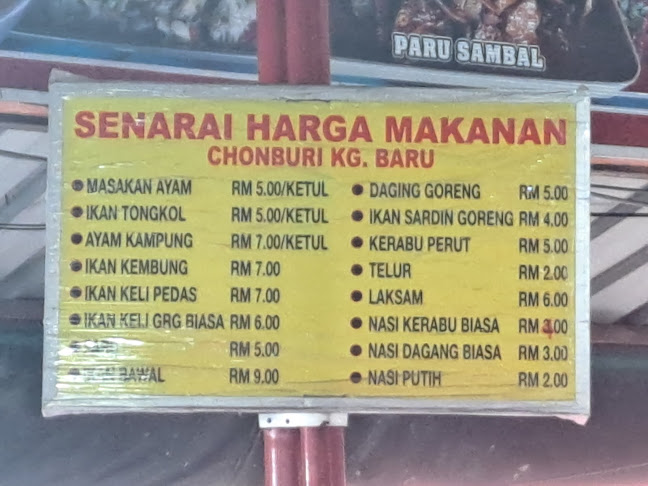 PARU SAMBAL
SENARAI HARGA MAKANAN
CHONBURI KG. BARU
MASAKAN AYAM RM 5.00/KETUL
IKAN TONGKOL RM 5.00/KETUL
AYAM KAMPUNG RM 7.00/KETUL
IKAN KEMBUNG RM 7.00
IKAN KELI PEDAS RM 7.00
IKAN KELI GRG BIASA RM 6.00
RM 5.00
IKAN BAWAL RM 9.00
DAGING GORENG RM 5.00
IKAN SARDIN GORENG RM 4.00
KERABU PERUT RM 5.00
TELUR RM 2.00
LAKSAM RM 6.00
NASI KERABU BIASA RM
NASI DAGANG BIASA RM 3.00
NASI PUTIH RM 2.00